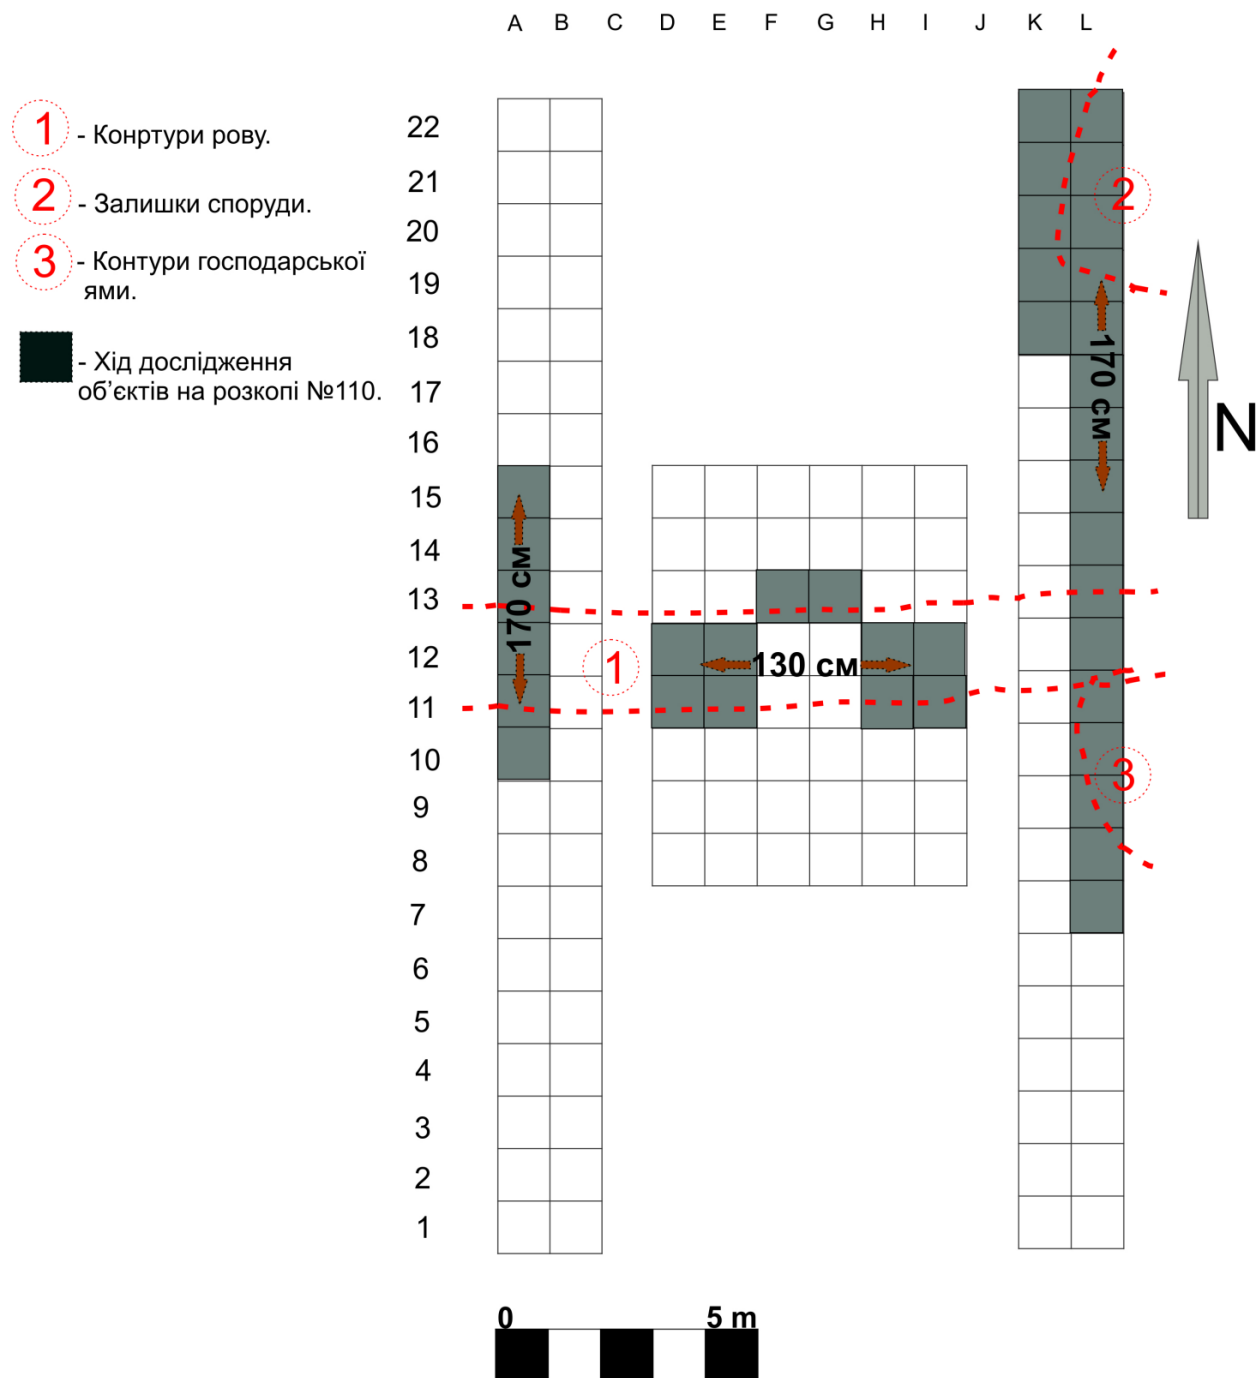 A B C D E F G H I J K L
1 - Конртури рову.
2 - Залишки споруди.
3 - Контури господарської
ями.
- Хід дослідження
об’єктів на розкопі №110.
22
21
20
19
18
17
16
15
14
13
12
11
10
9
8
7
6
5
4
3
2
1
170 см
1
130 см
2
170 см
3
N
0 5 m